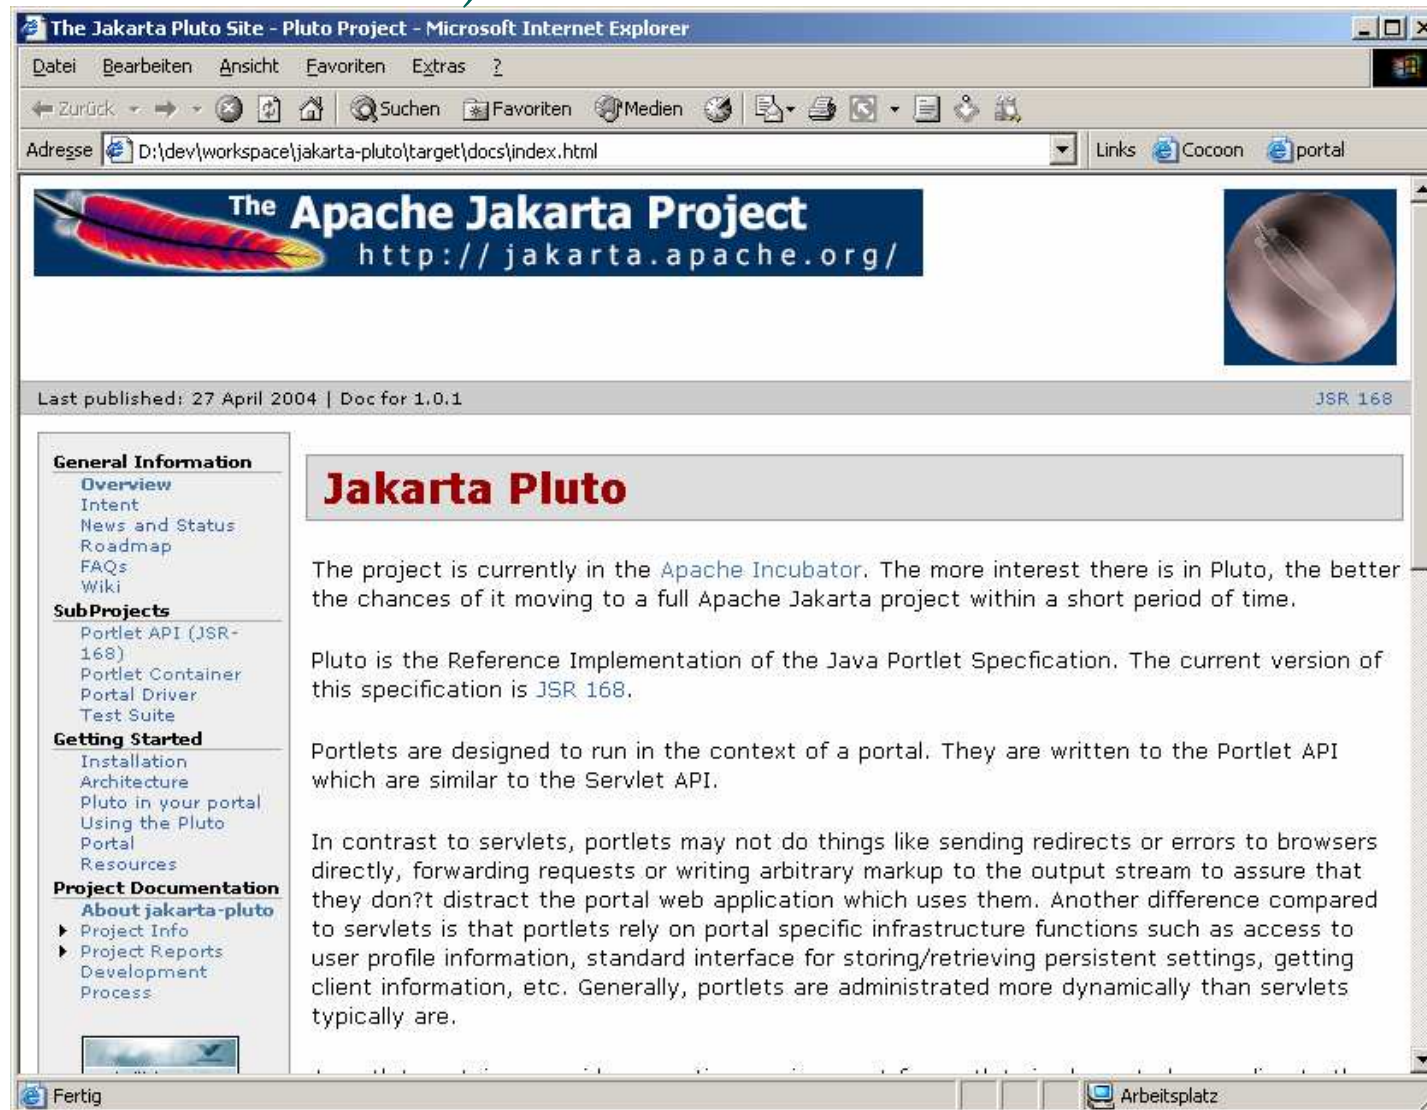 The Jakarta Pluto Site - Pluto Project - Microsoft Internet Explorer
Datei Bearbeiten Ansicht Favoriten Extras ?
Zurück Suchen Favoriten Medien
Adresse D:\dev\workspace\jakarta-pluto\target\docs\index.html Links Cocoon portal
The Apache Jakarta Project
http://jakarta.apache.org/
Last published: 27 April 2004 | Doc for 1.0.1 JSR 168
General Information
Overview
Intent
News and Status
Roadmap
FAQs
Wiki
SubProjects
Portlet API (JSR-
168)
Portlet Container
Portal Driver
Test Suite
Getting Started
Installation
Architecture
Pluto in your portal
Using the Pluto
Portal
Resources
Project Documentation
About jakarta-pluto
Project Info
Project Reports
Development
Process
Jakarta Pluto
The project is currently in the Apache Incubator. The more interest there is in Pluto, the better
the chances of it moving to a full Apache Jakarta project within a short period of time.
Pluto is the Reference Implementation of the Java Portlet Specfication. The current version of
this specification is JSR 168.
Portlets are designed to run in the context of a portal. They are written to the Portlet API
which are similar to the Servlet API.
In contrast to servlets, portlets may not do things like sending redirects or errors to browsers
directly, forwarding requests or writing arbitrary markup to the output stream to assure that
they don?t distract the portal web application which uses them. Another difference compared
to servlets is that portlets rely on portal specific infrastructure functions such as access to
user profile information, standard interface for storing/retrieving persistent settings, getting
client information, etc. Generally, portlets are administrated more dynamically than servlets
typically are.
Fertig Arbeitsplatz